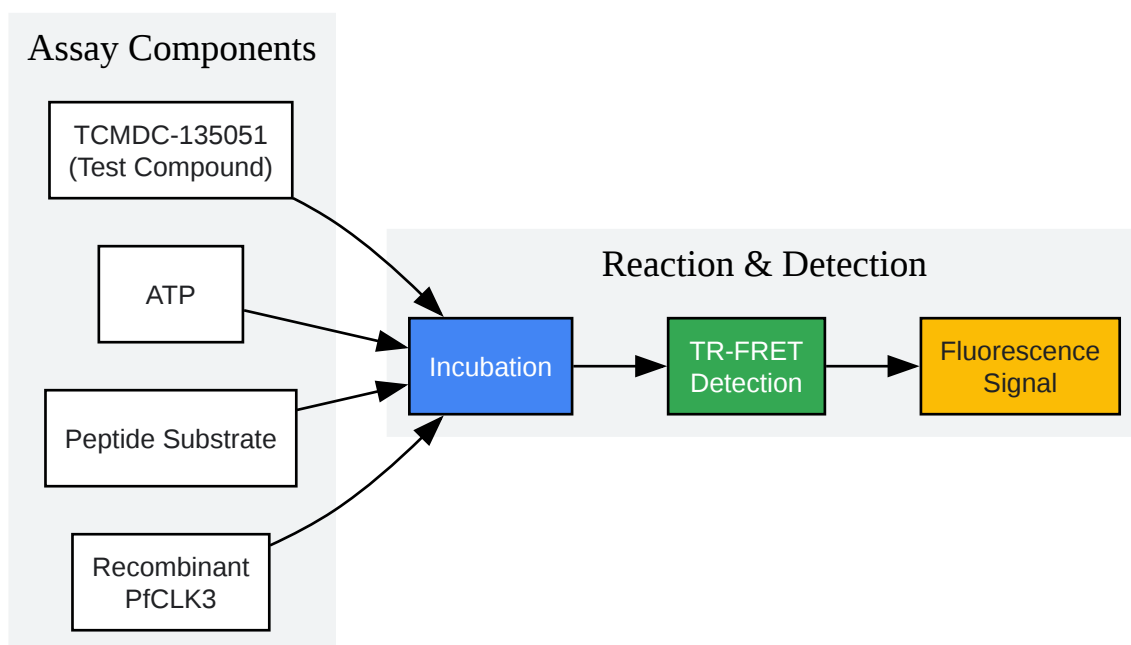 Assay Components
TCMDC-135051
(Test Compound)
ATP
Peptide Substrate
Recombinant
PfCLK3
Reaction & Detection
Incubation
TR-FRET
Detection
Fluorescence
Signal